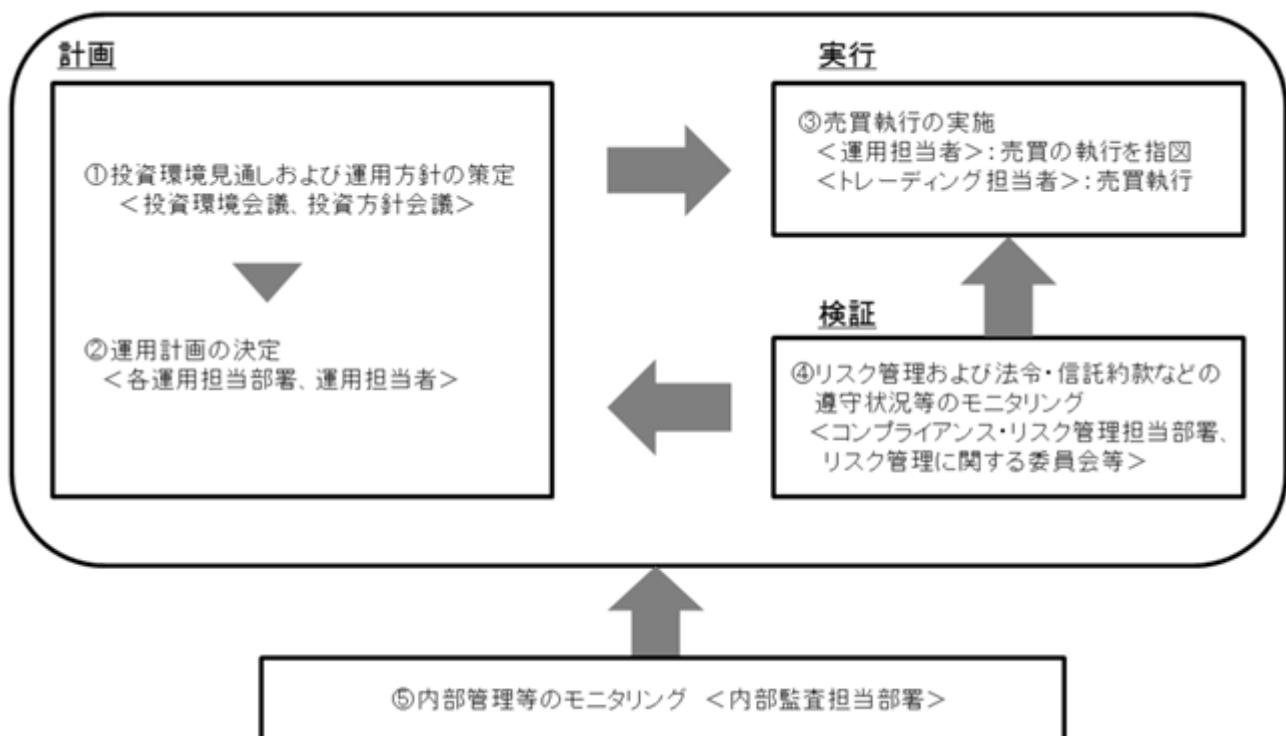 計画
①投資環境見通しおよび運用方針の策定
＜投資環境会議、投資方針会議＞
②運用計画の決定
＜各運用担当部署、運用担当者＞
実行
③売買執行の実施
＜運用担当者＞：売買の執行を指図
＜トレーディング担当者＞：売買執行
検証
④リスク管理および法令・信託約款などの
遵守状況等のモニタリング
＜コンプライアンス・リスク管理担当部署、
リスク管理に関する委員会等＞
⑤内部管理等のモニタリング ＜内部監査担当部署＞